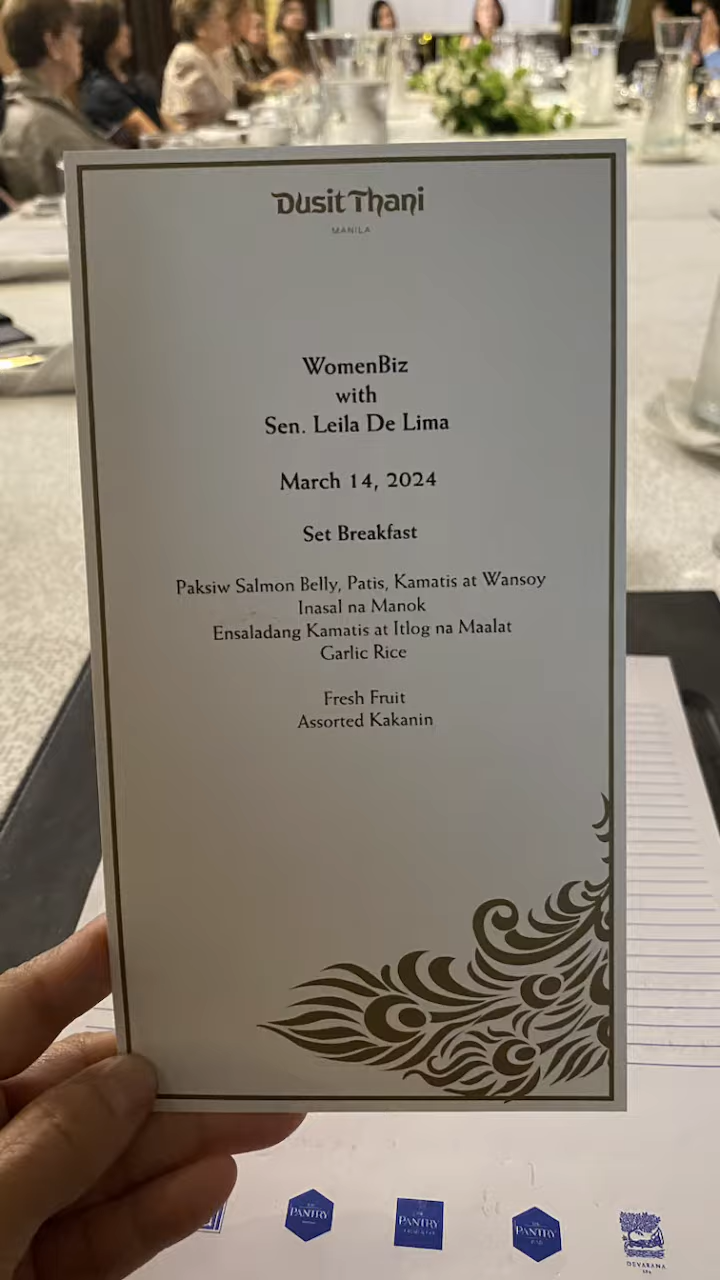 Dusit Thani
MANILA
WomenBiz
with
Sen. Leila De Lima
March 14, 2024
Set Breakfast
Paksiw Salmon Belly, Patis, Kamatis at Wansoy
Inasal na Manok
Ensaladang Kamatis at Itlog na Maalat
Garlic Rice
Fresh Fruit
Assorted Kakanin
PANTRY
PANTRY
PANTRY
DEVARANA
SPA